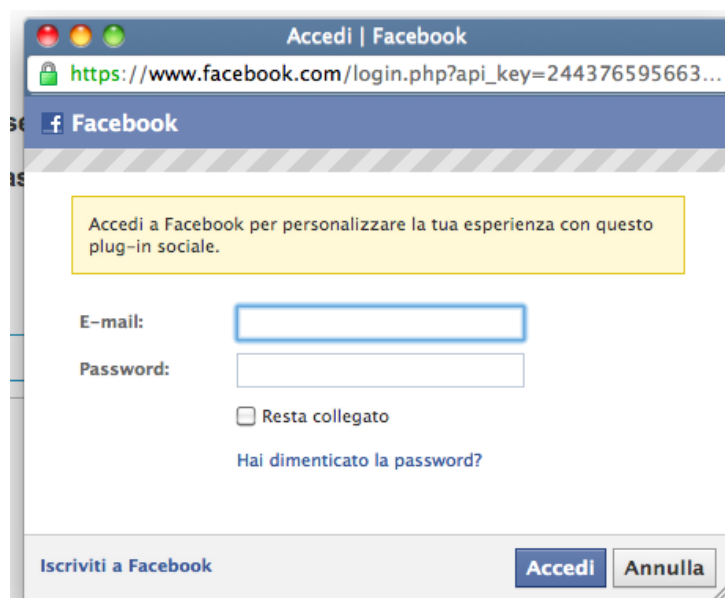 Accedi | Facebook
https://www.facebook.com/login.php?api_key=244376595663...
Facebook
Accedi a Facebook per personalizzare la tua esperienza con questo
plug-in sociale.
E-mail:
Password:
Resta collegato
Hai dimenticato la password?
Iscriviti a Facebook
Accedi
Annulla